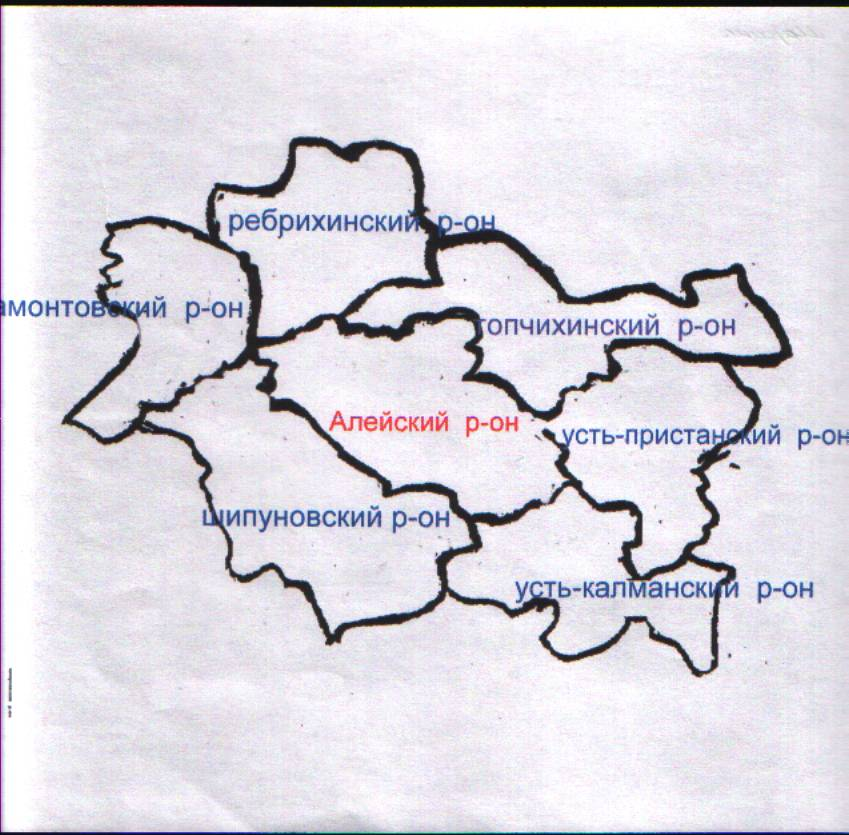 ребрихинский р-он
амонтовский р-он
топчихинский р-он
Алейский р-он
усть-пристанский р-он
шипуновский р-он
усть-калманский р-он